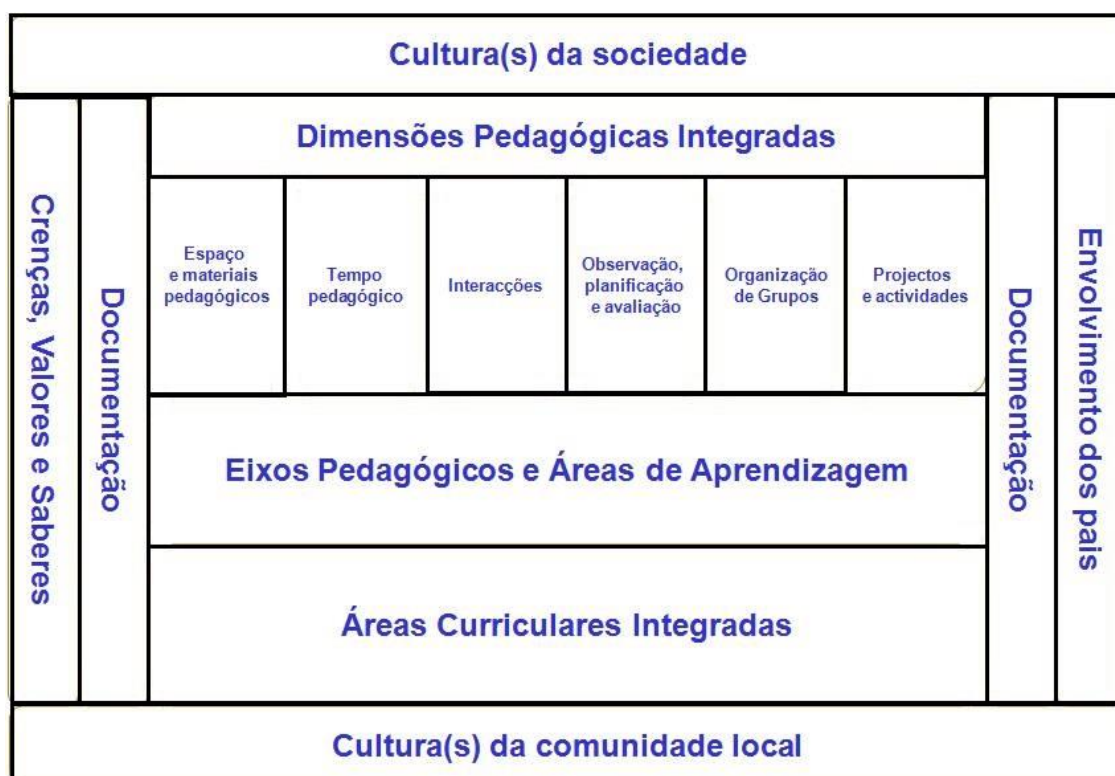 Cultura(s) da sociedade
Crenças, Valores e Saberes
Documentação
Dimensões Pedagógicas Integradas
Espaço
e materiais
pedagógicos
Tempo
pedagógico
Interacções
Observação,
planificação
e avaliação
Organização
de Grupos
Projectos
e actividades
Eixos Pedagógicos e Áreas de Aprendizagem
Áreas Curriculares Integradas
Documentação
Envolvimento dos pais
Cultura(s) da comunidade local